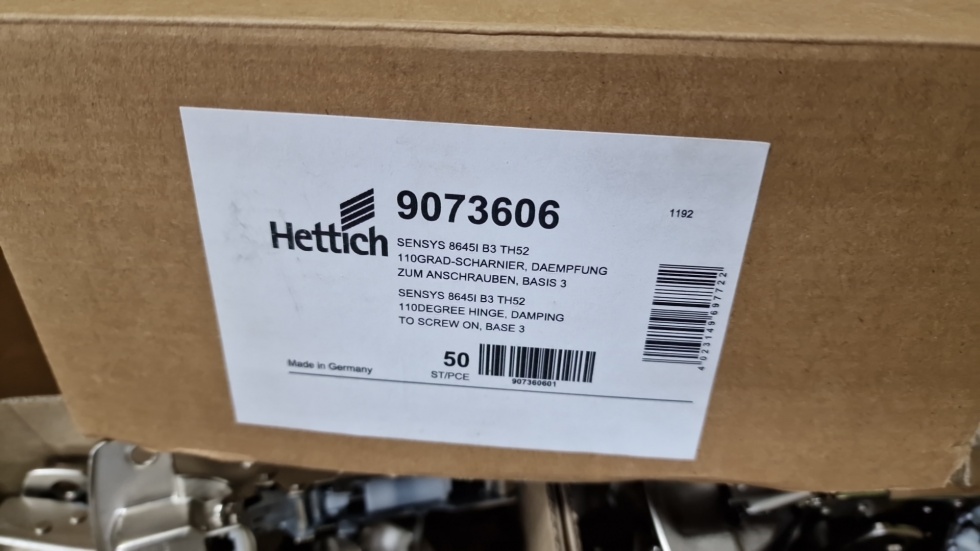 Hettich
9073606
1192
SENSYS 8645I B3 TH52
110GRAD-SCHARNIER, DAEMPFUNG
ZUM ANSCHRAUBEN, BASIS 3
SENSYS 8645I B3 TH52
110DEGREE HINGE, DAMPING
TO SCREW ON, BASE 3
50
ST/PCE
907360601
Made in Germany
4023149697722